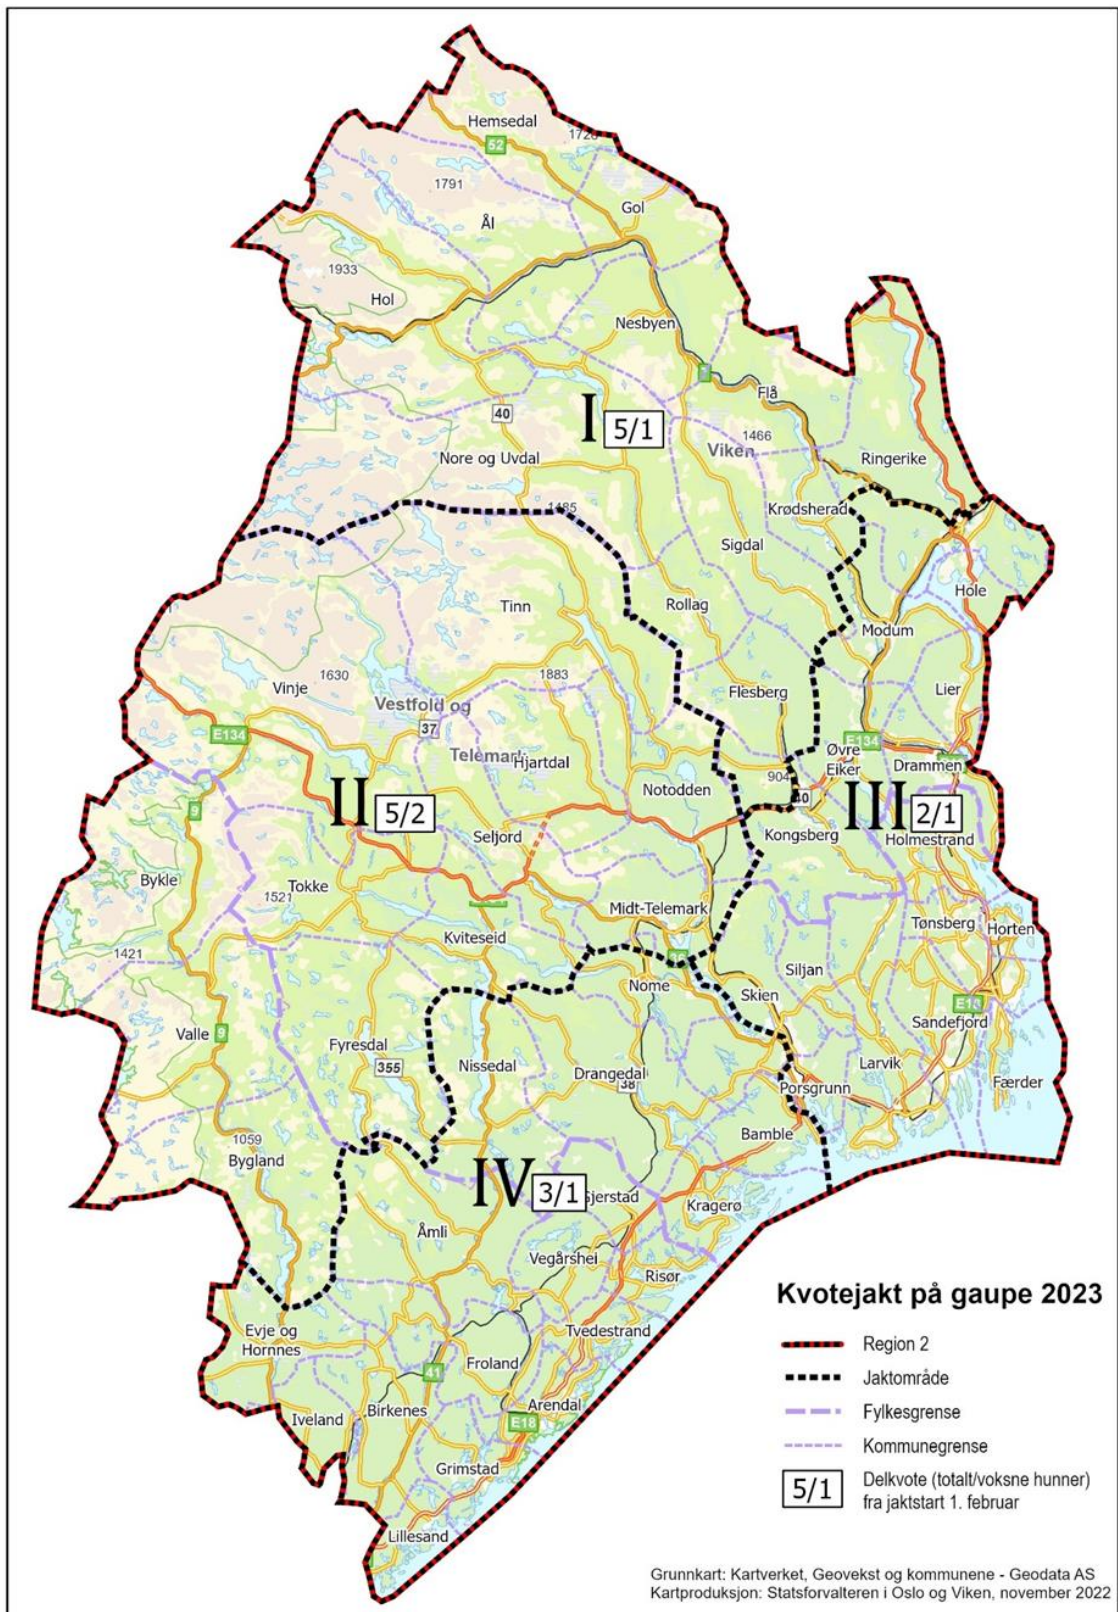 Hemsedal
52
1791
Ål
Gol
1933
Hol
Nesbyen
7
Flå
40
I
5/1
1466
Viken
Nore og Uvdal
Ringerike
Krødsherad
1485
Sigdal
Hole
Tinn
Rollag
Modum
1630
1883
Vinje
Flesberg
Lier
Vestfold og
37
Telemark
E134
Hjartdal
E134
Øvre
Eiker
Drammen
904
Notodden
9
II
5/2
40
III
2/1
Seljord
Kongsberg
Holmestrand
Bykle
1521
Tokke
Midt-Telemark
Tønsberg
Horten
Kviteseid
1421
36
Siljan
Nome
Skien
E18
Sandefjord
Valle
9
Fyresdal
Nissedal
355
Drangedal
38
Larvik
Porsgrunn
Færder
Bamble
1059
Bygland
IV
3/1
Gjerstad
Kragerø
Åmli
Vegårshei
Risør
Evje og
Hornnes
Tvedestrand
Froland
41
Iveland
Birkenes
Arendal
E18
Grimstad
Lillesand
Kvotejakt på gaupe 2023
Region 2
Jaktområde
Fylkesgrense
Kommunegrense
5/1
Delkvote (totalt/voksne hunner)
fra jaktstart 1. februar
Grunnkart: Kartverket, Geovekst og kommunene - Geodata AS
Kartproduksjon: Statsforvalteren i Oslo og Viken, november 2022